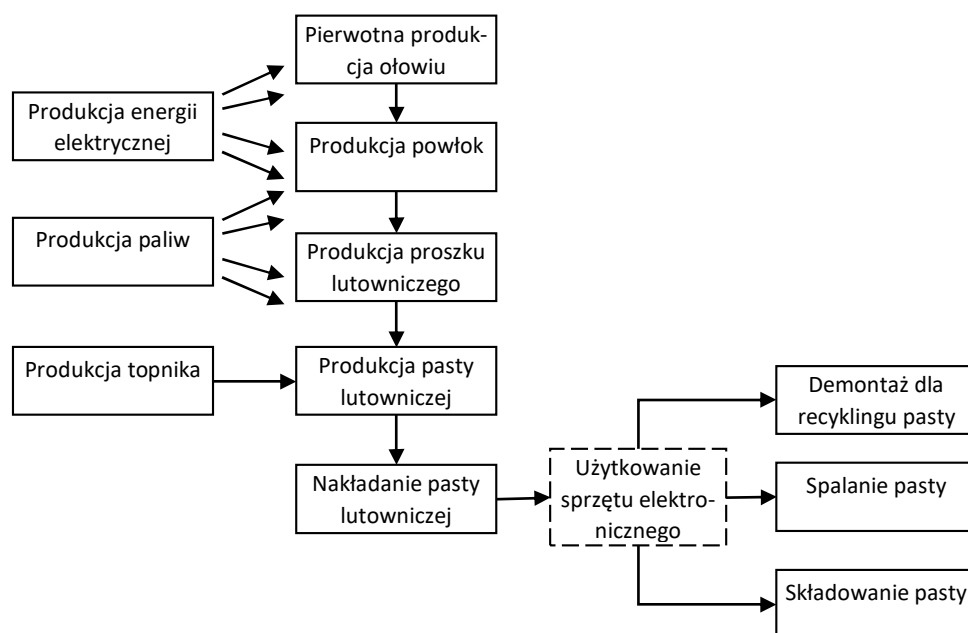 Pierwotna produk-
cja ołowiu
Produkcja energii
elektrycznej
Produkcja powłok
Produkcja paliw
Produkcja proszku
lutowniczego
Produkcja topnika
Produkcja pasty
lutowniczej
Nakładanie pasty
lutowniczej
Użytkowanie
sprzętu elektro-
nicznego
Demontaż dla
recyklingu pasty
Spalanie pasty
Składowanie pasty